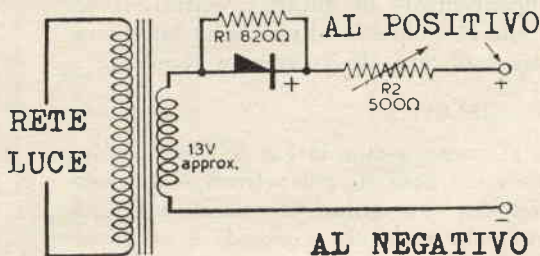 R1 820Ω
AL POSITIVO
+
+
R2
500Ω
RETE
LUCE
13V
approx.
−
AL NEGATIVO